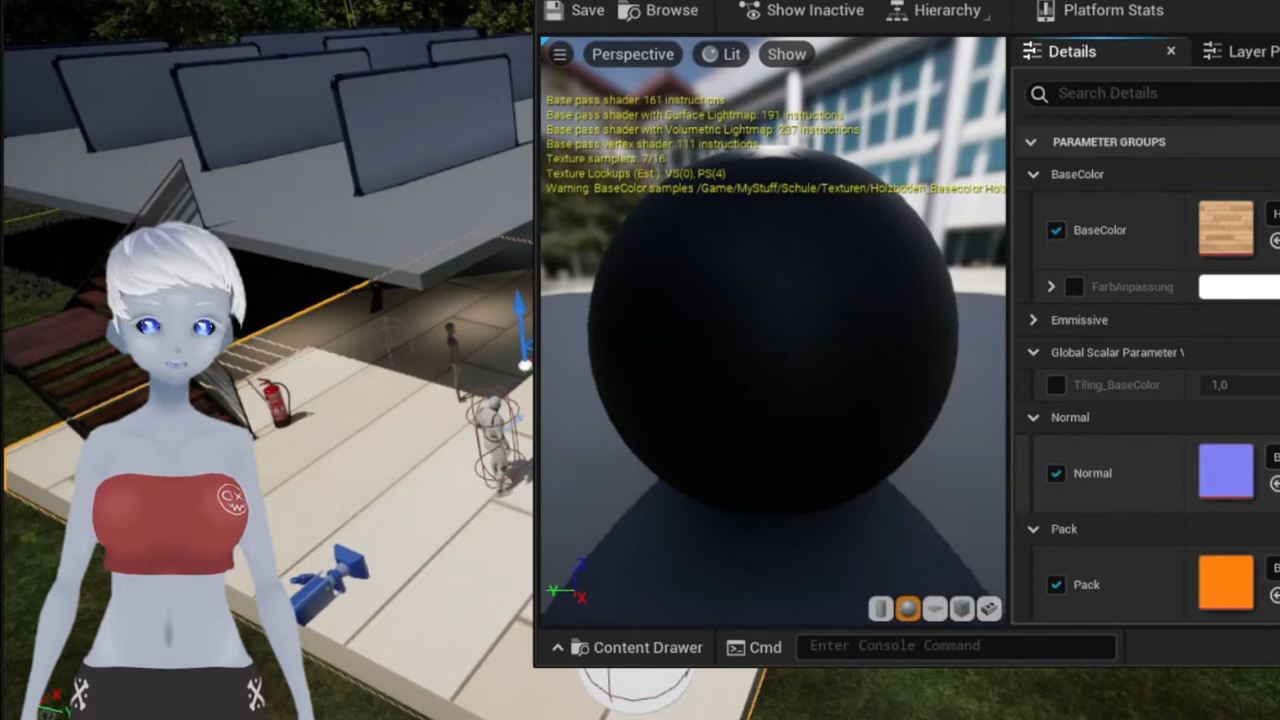 Save
Browse
Show Inactive
Hierarchy
Platform Stats
Perspective
Lit
Show
Details
Layer P
Search Details
Base pass shader: 161 instructions
Base pass shader with Surface Lightmap: 191 instructions
Base pass shader with Volumetric Lightmap: 237 instructions
Base pass vertex shader: 111 instructions
Texture samplers: 7/16
Texture Lookups (Est.): VS(0), PS(4)
Warning: BaseColor samples /Game/MyStuff/Schule/Texturen/Holzboden_Basecolor.Hols
PARAMETER GROUPS
BaseColor
BaseColor
FarbAnpassung
Emmissive
Global Scalar Parameter \
Tiling_BaseColor
1,0
Normal
Normal
Pack
Pack
Content Drawer
Cmd
Enter Console Command